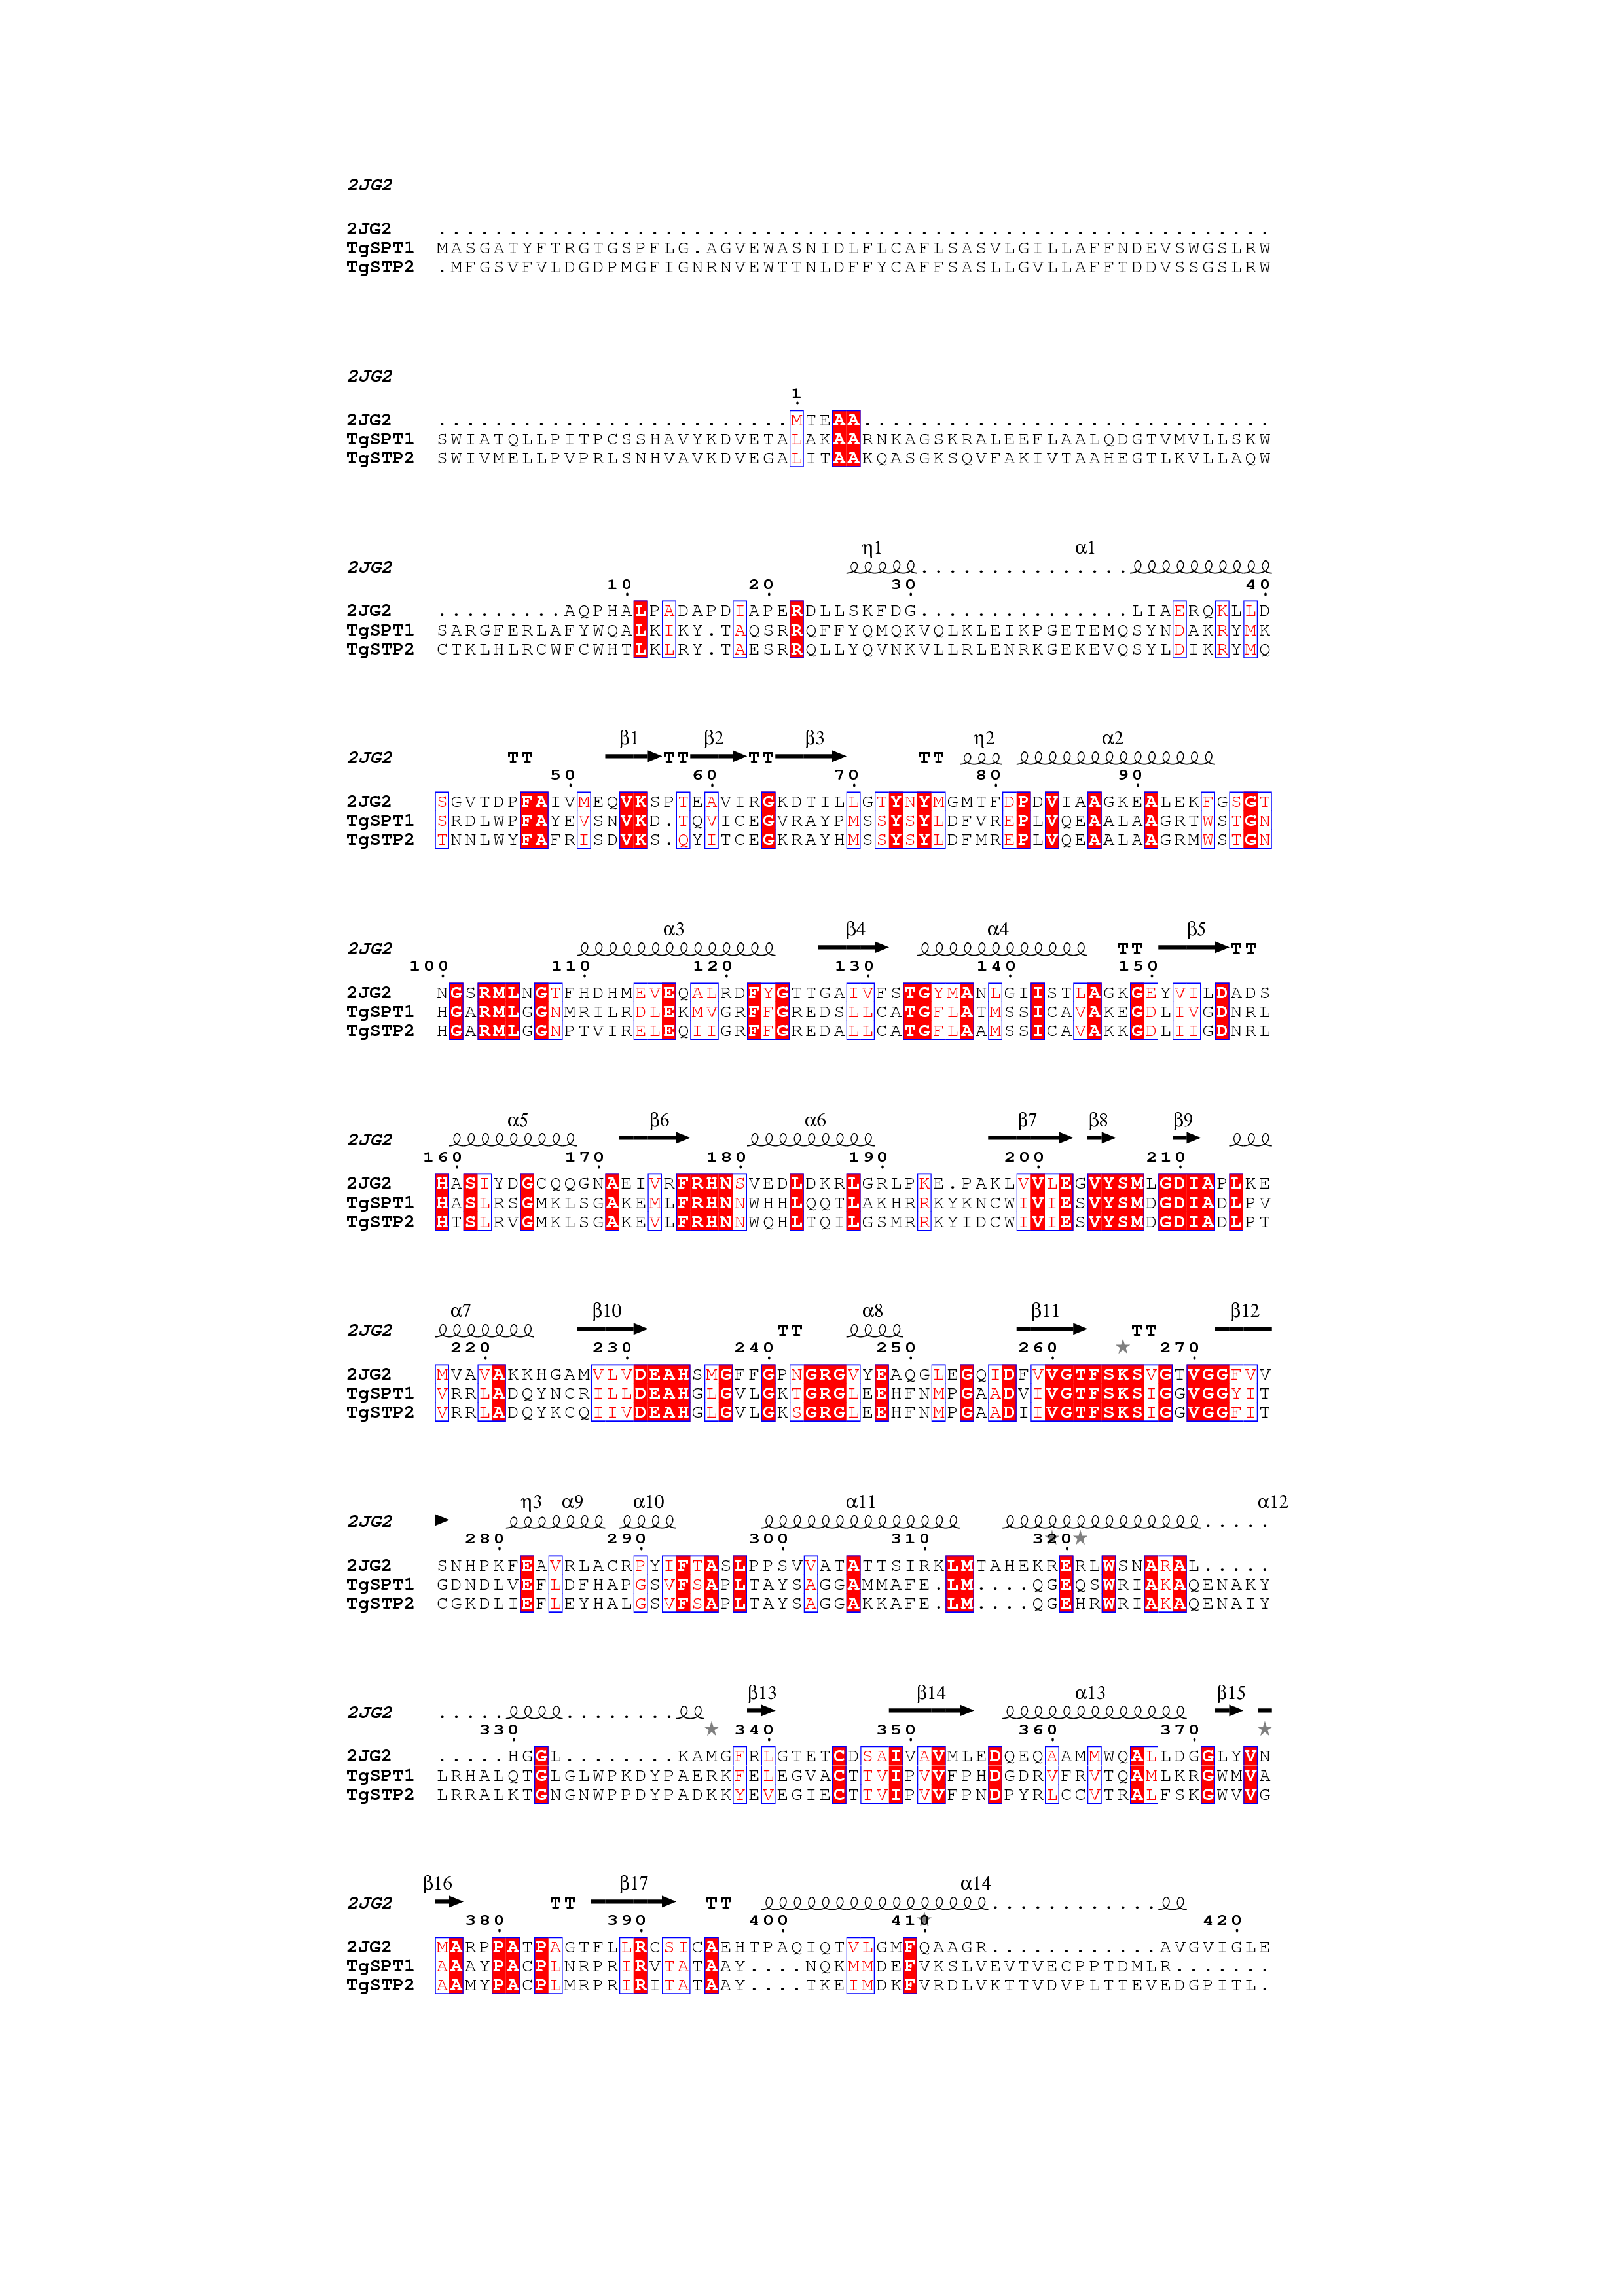 2JG2
2JG2 ...........................................................
TgSPT1 MASGATYFTRGTGSPFLG.AGVEWASNIDLFLCAFLSASVLGILLAFFNDEVSWGSLRW
TgSTP2 .MFGSVFVLDGDPMGFIGNRNVEWTTNLDFFYCAFFSASLLGVLLAFFTDDVSSGSLRW
2JG2
1
2JG2 .........................MTEAA.............................
TgSPT1 SWIATQLLPITPCSSHAVYKDVETALAKAARNKAGSKRALEEFLAALQDGTVMVLLSKW
TgSTP2 SWIVMELLPVPRLSNHVAVKDVEGALITAAKQASGKSQVFAKIVTAAHEGTLKVLLAQW
η1 α1
2JG2
10 20 30 40
2JG2 .........AQPHALPADAPDIAPERDLLSKFDG...............LIAERQKLLD
TgSPT1 SARGFERLAFYWQALKIKY.TAQSRRQFFYQMQKVQLKLEIKPGETEMQSYNDAKRYMK
TgSTP2 CTKLHLRCWFCWHTLKLRY.TAESRRQLLYQVNKVLLRLENRKGEKEVQSYLDIKRYMQ
β1 β2 β3 η2 α2
2JG2 TT TT TT TT
50 60 70 80 90
2JG2 SGVTDPFAIVMEQVKSPTEAVIRGKDTILLGTYNYMGMTFDPDVIAAGKEALEKFGSGT
TgSPT1 SRDLWPFAYEVSNVKD.TQVICEGVRAYPMSSYSYLDFVREPLVQEAALAAGRTWSTGN
TgSTP2 TNNLWYFAFRISDVKS.QYITCEGKRAYHMSSYSYLDFMREPLVQEAALAAGRMWSTGN
α3 β4 α4 β5
2JG2 TT TT
100 110 120 130 140 150
2JG2 NGSRMLNGTFHDHMEVEQALRDFYGTTGAIVFSTGYMANLGIISTLAGKGEYVILDADS
TgSPT1 HGARMLGGNMRILRDLEKMVGRFFGREDSLLCATGFLATMSSICAVAKEGDLIVGDNRL
TgSTP2 HGARMLGGNPTVIRELEQIIGRFFGREDALLCATGFLAAMSSICAVAKKGDLIIGDNRL
α5 β6 α6 β7 β8 β9
2JG2
160 170 180 190 200 210
2JG2 HASIYDGCQQGNAEIVRFRHNSVEDLDKRLGRLPKE.PAKLVVLEGVYSMLGDIAPLKE
TgSPT1 HASLRSGMKLSGAKEMLFRHNNWHHLQQTLAKHRRKYKNCWIVIESVYSMDGDIADLPV
TgSTP2 HTSLRVGMKLSGAKEVLFRHNNWQHLTQILGSMRRKYIDCWIVIESVYSMDGDIADLPT
α7 β10 α8 β11 β12
2JG2 TT TT
220 230 240 250 260 ★ 270
2JG2 MVAVAKKHGAMVLVDEAHSMGFFGPNGRGVYEAQGLEGQIDFVVGTFSKSVGTVGGFVV
TgSPT1 VRRLADQYNCRILLDEAHGLGVLGKTGRGLEEHFNMPGAADVIVGTFSKSIGGVGGYIT
TgSTP2 VRRLADQYKCQIIVDEAHGLGVLGKSGRGLEEHFNMPGAADIIVGTFSKSIGGVGGFIT
η3 α9 α10 α11 α12
2JG2 .....
280 290 300 310 320 ★
2JG2 SNHPKFEAVRLACRPYIFTASLPPSVVATATTSIRKLMTAHEKRERLWSNARAL.....
TgSPT1 GDNDLVEFLDFHAPGSVFSAPLTAYSAGGAMMAFE.LM....QGEQSWRIAKAQENAKY
TgSTP2 CGKDLIEFLEYHALGSVFSAPLTAYSAGGAKKAFE.LM....QGEHRWRIAKAQENAIY
β13 β14 α13 β15
2JG2 ..... ........
330 ★ 340 350 360 370 ★
2JG2 .....HGGL........KAMGFRLGTETCDSAIVAVMLEDQEQAAMMWQALLDGGLYVN
TgSPT1 LRHALQTGLGLWPKDYPAERKFELEGVACTTVIPVVFPHDGDRVFRVTQAMLKRGWMVA
TgSTP2 LRRALKTGNGNWPPDYPADKKYEVEGIECTTVIPVVFPNDPYRLCCVTRALFSKGWVVG
β16 β17 α14
2JG2 TT TT ............
380 390 400 410 420
2JG2 MARPPATPAGTFLLRCSICAEHTPAQIQTVLGMFQAAGR............AVGVIGLE
TgSPT1 AAAYPACPLNRPRIRVTATAAY....NQKMMDEFVKSLVEVTVECPPTDMLR.......
TgSTP2 AAMYPACPLMRPRIRITATAAY....TKEIMDKFVRDLVKTTVDVPLTTEVEDGPITL.